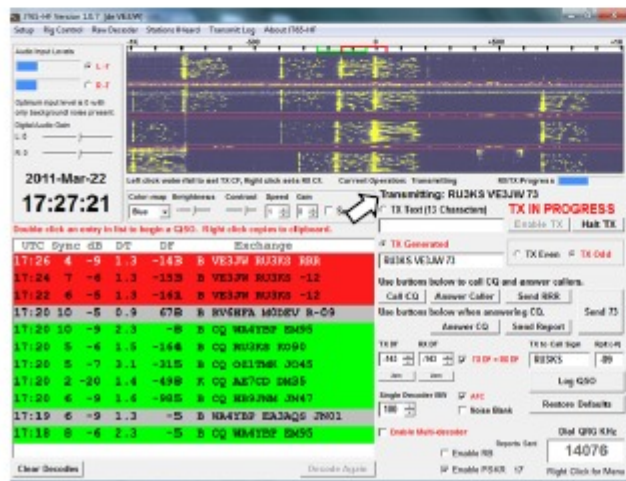 JT65-HF Version 1.0.7 [de VE3JW]
Setup Rig Control Raw Decoder Stations Heard Transmit Log About JT65-HF
Audio Input Levels
L -7
R -7
Optimum input level is 0 with
only background noise present.
Digital Audio Gain
L 0
R 0
2011-Mar-22
17:27:21
Left click waterfall to set TX CF, Right click sets RX CF. Current Operation: Transmitting RX/TX Progress
Color-map Brightness Contrast Speed Gain
Blue
Double click an entry in list to begin a QSO. Right click copies to clipboard.
UTC Sync dB DT DF Exchange
17:26 4 -9 1.3 -143 B VE3JW RU3KS RRR
17:24 7 -6 1.3 -153 B VE3JW RU3KS -12
17:22 6 -5 1.3 -162 B VE3JW RU3KS -12
17:20 10 -5 0.9 678 B RV6HFA M0DEV R-09
17:20 10 -9 2.3 -8 B CQ WA4YBP EM95
17:20 5 -6 1.5 -164 B CQ RU3KS KO90
17:20 5 -7 3.1 -315 B CQ JO45
17:20 2 -20 1.4 -498 K CQ AE7CD DM35
17:20 6 -9 1.6 -985 B CQ JN47
17:19 6 -9 1.3 -5 B WA4YBP EA3AQS JN01
17:18 8 -6 2.3 -5 B CQ WA4YBP EM95
Clear Decodes Decode Again
Transmitting: RU3KS VE3JW 73
TX Text (13 Characters) TX IN PROGRESS
Enable TX Halt TX
TX Generated TX Even TX Odd
RU3KS VE3JW 73
Use buttons below to call CQ and answer callers.
Call CQ Answer Caller Send RRR
Use buttons below when answering CQ. Send 73
Answer CQ Send Report
TX DF RX DF TX to Call Sign Rpt (-#)
-143 -143 TX DF = RX DF RU3KS -09
Zero Zero Log QSO
Single Decoder BW AFC
100 Noise Blank Restore Defaults
Enable Multi-decoder Dial QRG KHz
Reports Sent
Enable RB 14076
Enable PSKR 17 Right Click for Menu